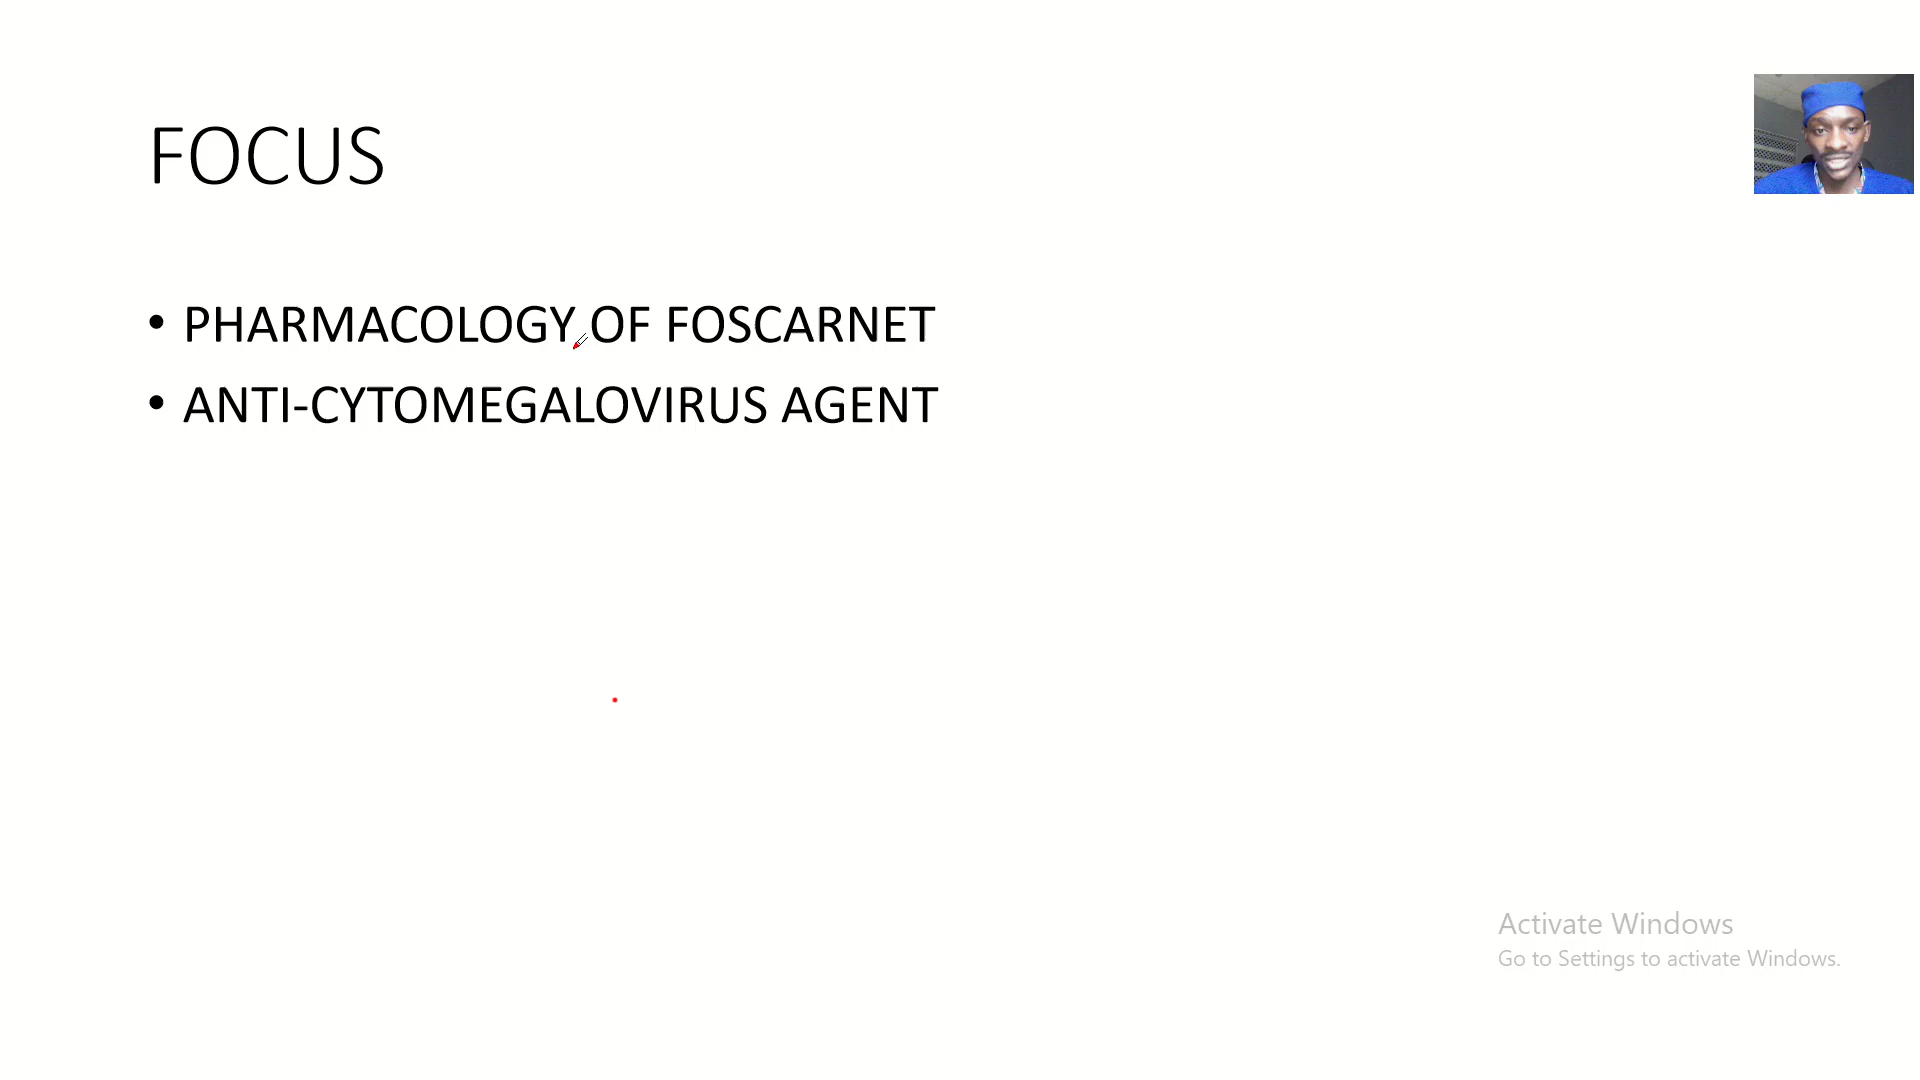 FOCUS
• PHARMACOLOGY OF FOSCARNET
• ANTI-CYTOMEGALOVIRUS AGENT
Activate Windows
Go to Settings to activate Windows.